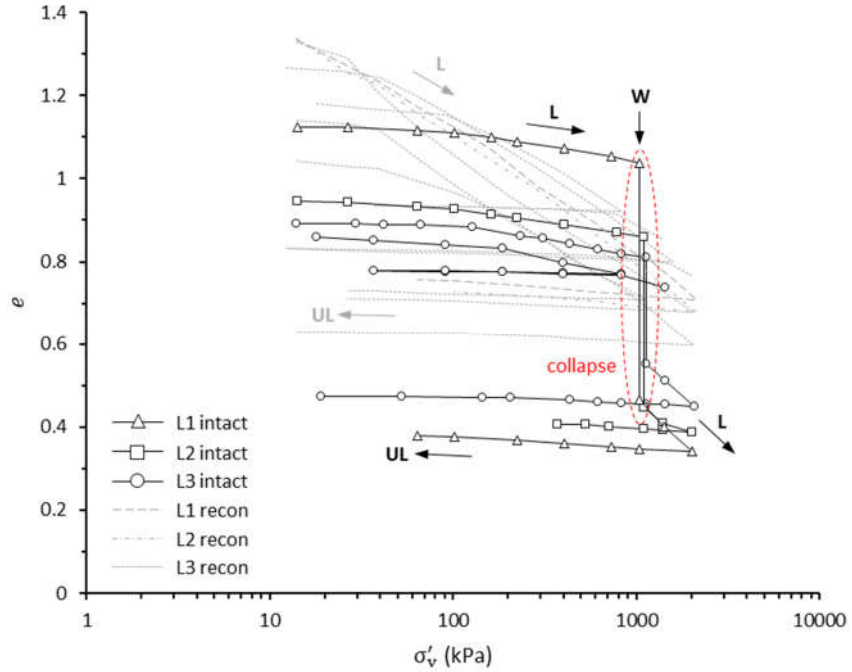 1.4
1.2
1
0.8
0.6
0.4
0.2
0
e
L
L
W
UL
collapse
L
UL
L1 intact
L2 intact
L3 intact
L1 recon
L2 recon
L3 recon
1
10
100
1000
10000
σ′v (kPa)